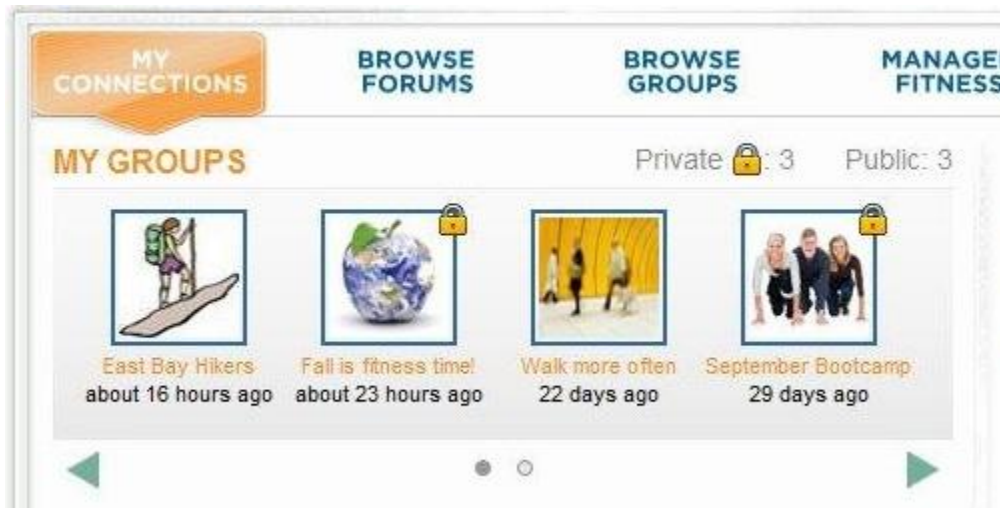 MY
CONNECTIONS
BROWSE
FORUMS
BROWSE
GROUPS
MANAGE
FITNESS
MY GROUPS
Private : 3
Public: 3
East Bay Hikers
about 16 hours ago
Fall is fitness time!
about 23 hours ago
Walk more often
22 days ago
September Bootcamp
29 days ago